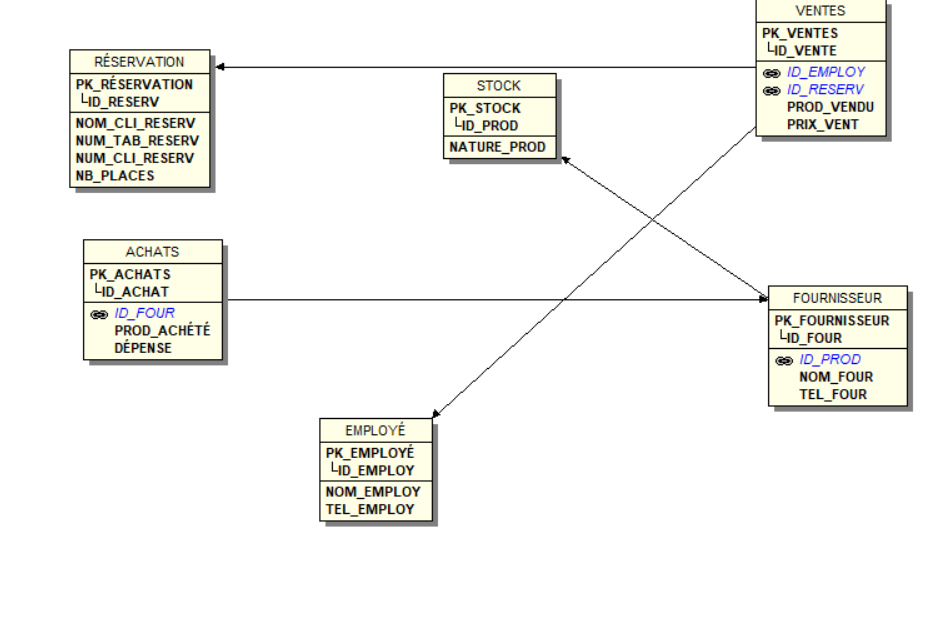 VENTES
PK_VENTES
ID_VENTE
ID_EMPLOY
ID_RESERV
PROD_VENDU
PRIX_VENT
RÉSERVATION
PK_RÉSERVATION
ID_RESERV
NOM_CLI_RESERV
NUM_TAB_RESERV
NUM_CLI_RESERV
NB_PLACES
STOCK
PK_STOCK
ID_PROD
NATURE_PROD
ACHATS
PK_ACHATS
ID_ACHAT
ID_FOUR
PROD_ACHÉTÉ
DÉPENSE
FOURNISSEUR
PK_FOURNISSEUR
ID_FOUR
ID_PROD
NOM_FOUR
TEL_FOUR
EMPLOYÉ
PK_EMPLOYÉ
ID_EMPLOY
NOM_EMPLOY
TEL_EMPLOY